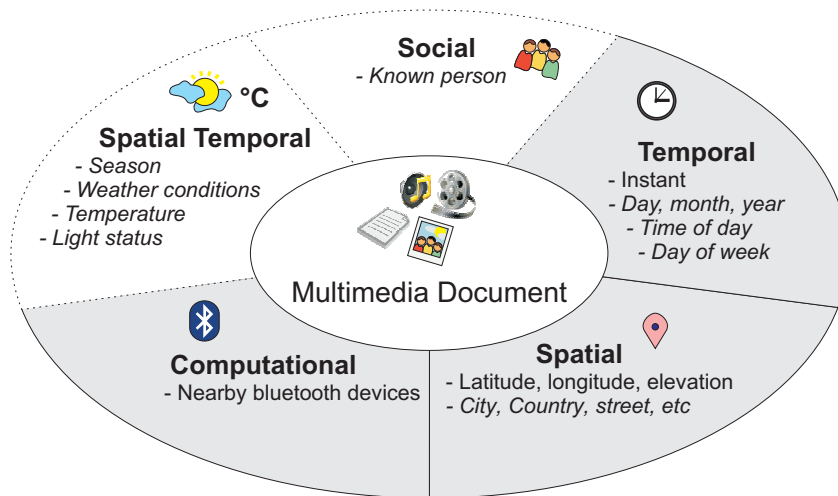 Social
- Known person
°C
Spatial Temporal
- Season
- Weather conditions
- Temperature
- Light status
Temporal
- Instant
- Day, month, year
- Time of day
- Day of week
Multimedia Document
Computational
- Nearby bluetooth devices
Spatial
- Latitude, longitude, elevation
- City, Country, street, etc